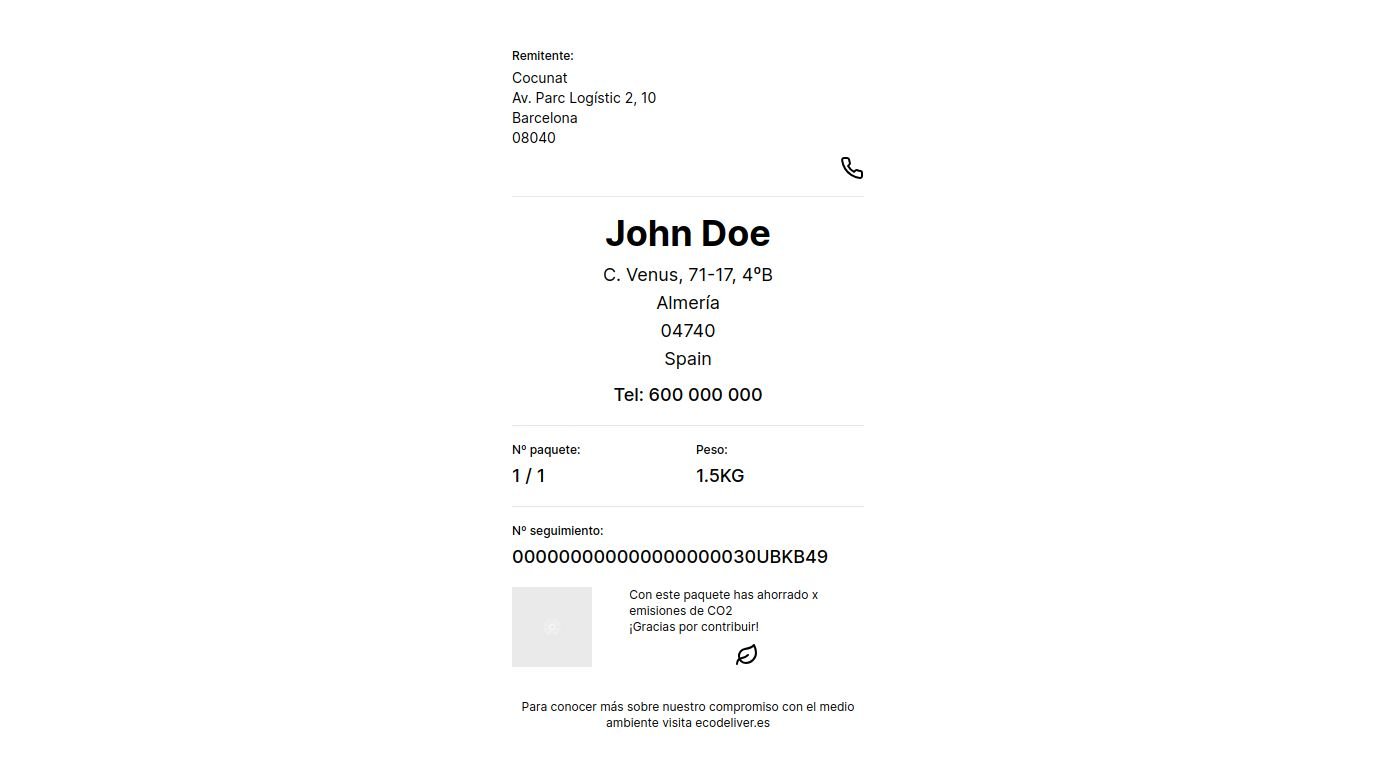 Remitente:
Cocunat
Av. Parc Logístic 2, 10
Barcelona
08040
John Doe
C. Venus, 71-17, 4ºB
Almería
04740
Spain
Tel: 600 000 000
Nº paquete:
1 / 1
Peso:
1.5KG
Nº seguimiento:
000000000000000000030UBKB49
Con este paquete has ahorrado x
emisiones de CO2
¡Gracias por contribuir!
Para conocer más sobre nuestro compromiso con el medio
ambiente visita ecodeliver.es